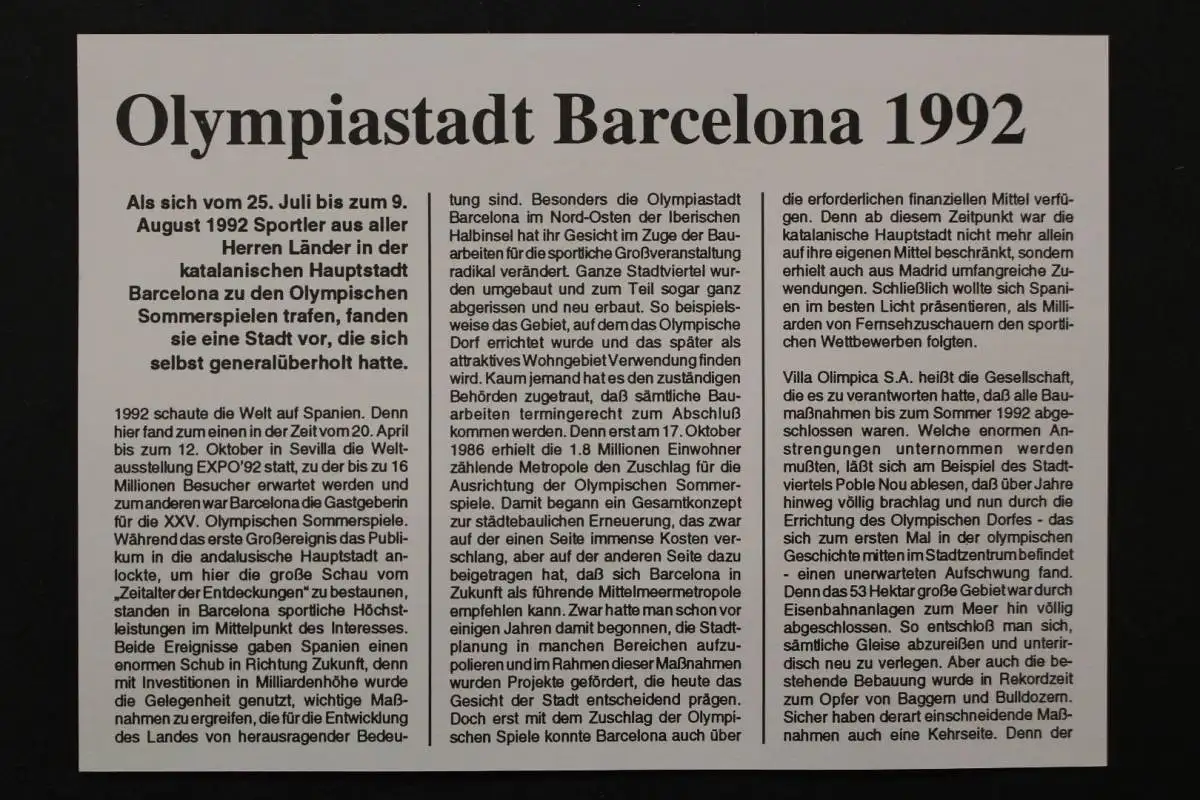 Olympiastadt Barcelona 1992
Als sich vom 25. Juli bis zum 9.
August 1992 Sportler aus aller
Herren Länder in der
katalanischen Hauptstadt
Barcelona zu den Olympischen
Sommerspielen trafen, fanden
sie eine Stadt vor, die sich
selbst generalüberholt hatte.
1992 schaute die Welt auf Spanien. Denn
hier fand zum einen in der Zeit vom 20. April
bis zum 12. Oktober in Sevilla die Welt-
ausstellung EXPO'92 statt, zu der bis zu 16
Millionen Besucher erwartet werden und
zum anderen war Barcelona die Gastgeberin
für die XXV. Olympischen Sommerspiele.
Während das erste Großereignis das Publi-
kum in die andalusische Hauptstadt an-
lockte, um hier die große Schau vom
„Zeitalter der Entdeckungen“ zu bestaunen,
standen in Barcelona sportliche Höchst-
leistungen im Mittelpunkt des Interesses.
Beide Ereignisse gaben Spanien einen
enormen Schub in Richtung Zukunft, denn
mit Investitionen in Milliardenhöhe wurde
die Gelegenheit genutzt, wichtige Maß-
nahmen zu ergreifen, die für die Entwicklung
des Landes von herausragender Bedeu-
tung sind. Besonders die Olympiastadt
Barcelona im Nord-Osten der Iberischen
Halbinsel hat ihr Gesicht im Zuge der Bau-
arbeiten für die sportliche Großveranstaltung
radikal verändert. Ganze Stadtviertel wur-
den umgebaut und zum Teil sogar ganz
abgerissen und neu erbaut. So beispiels-
weise das Gebiet, auf dem das Olympische
Dorf errichtet wurde und das später als
attraktives Wohngebiet Verwendung finden
wird. Kaum jemand hat es den zuständigen
Behörden zugetraut, daß sämtliche Bau-
arbeiten termingerecht zum Abschluß
kommen werden. Denn erst am 17. Oktober
1986 erhielt die 1.8 Millionen Einwohner
zählende Metropole den Zuschlag für die
Ausrichtung der Olympischen Sommer-
spiele. Damit begann ein Gesamtkonzept
zur städtebaulichen Erneuerung, das zwar
auf der einen Seite immense Kosten ver-
schlang, aber auf der anderen Seite dazu
beigetragen hat, daß sich Barcelona in
Zukunft als führende Mittelmeermetropole
empfehlen kann. Zwar hatte man schon vor
einigen Jahren damit begonnen, die Stadt-
planung in manchen Bereichen aufzu-
polieren und im Rahmen dieser Maßnahmen
wurden Projekte gefördert, die heute das
Gesicht der Stadt entscheidend prägen.
Doch erst mit dem Zuschlag der Olympi-
schen Spiele konnte Barcelona auch über
die erforderlichen finanziellen Mittel verfü-
gen. Denn ab diesem Zeitpunkt war die
katalanische Hauptstadt nicht mehr allein
auf ihre eigenen Mittel beschränkt, sondern
erhielt auch aus Madrid umfangreiche Zu-
wendungen. Schließlich wollte sich Spani-
en im besten Licht präsentieren, als Milli-
arden von Fernsehzuschauern den sportli-
chen Wettbewerben folgten.
Villa Olimpica S.A. heißt die Gesellschaft,
die es zu verantworten hatte, daß alle Bau-
maßnahmen bis zum Sommer 1992 abge-
schlossen waren. Welche enormen An-
strengungen unternommen werden
mußten, läßt sich am Beispiel des Stadt-
viertels Poble Nou ablesen, daß über Jahre
hinweg völlig brachlag und nun durch die
Errichtung des Olympischen Dorfes - das
sich zum ersten Mal in der olympischen
Geschichte mitten im Stadtzentrum befindet
- einen unerwarteten Aufschwung fand.
Denn das 53 Hektar große Gebiet war durch
Eisenbahnanlagen zum Meer hin völlig
abgeschlossen. So entschloß man sich,
sämtliche Gleise abzureißen und unterir-
disch neu zu verlegen. Aber auch die be-
stehende Bebauung wurde in Rekordzeit
zum Opfer von Baggern und Bulldozern.
Sicher haben derart einschneidende Maß-
nahmen auch eine Kehrseite. Denn der